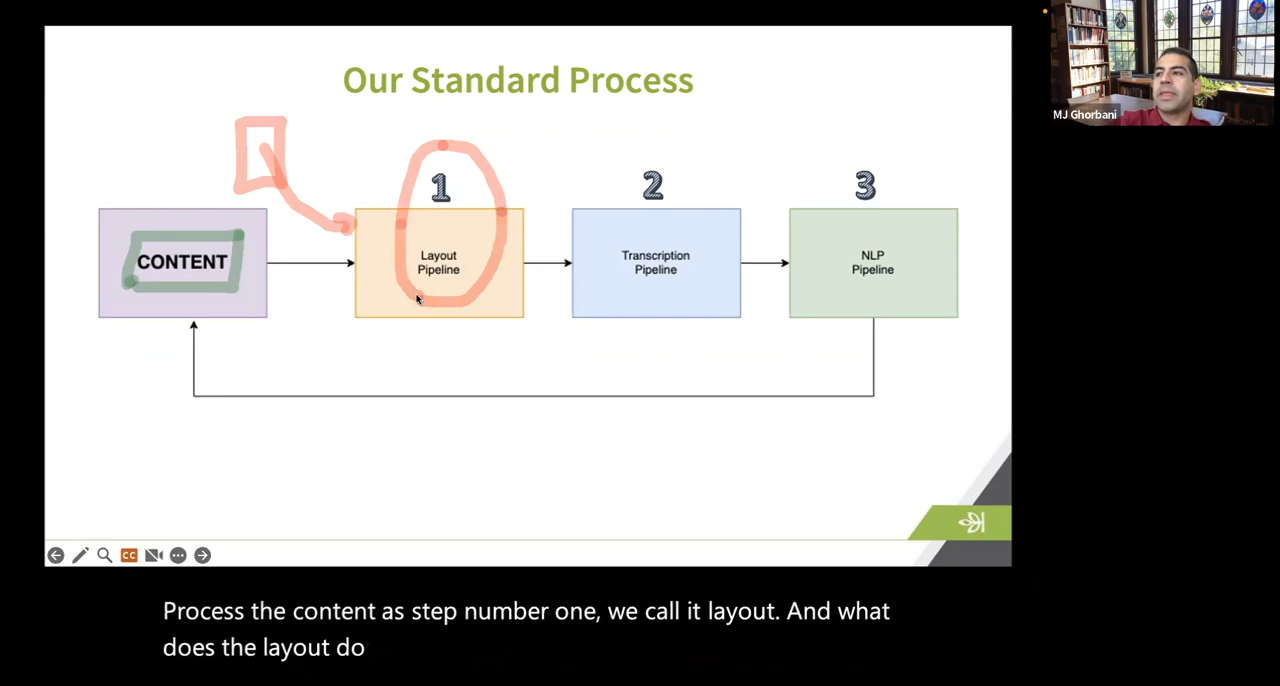 Our Standard Process
MJ Ghorbani
1
2
3
CONTENT
Layout
Pipeline
Transcription
Pipeline
NLP
Pipeline
CC
Process the content as step number one, we call it layout. And what
does the layout do